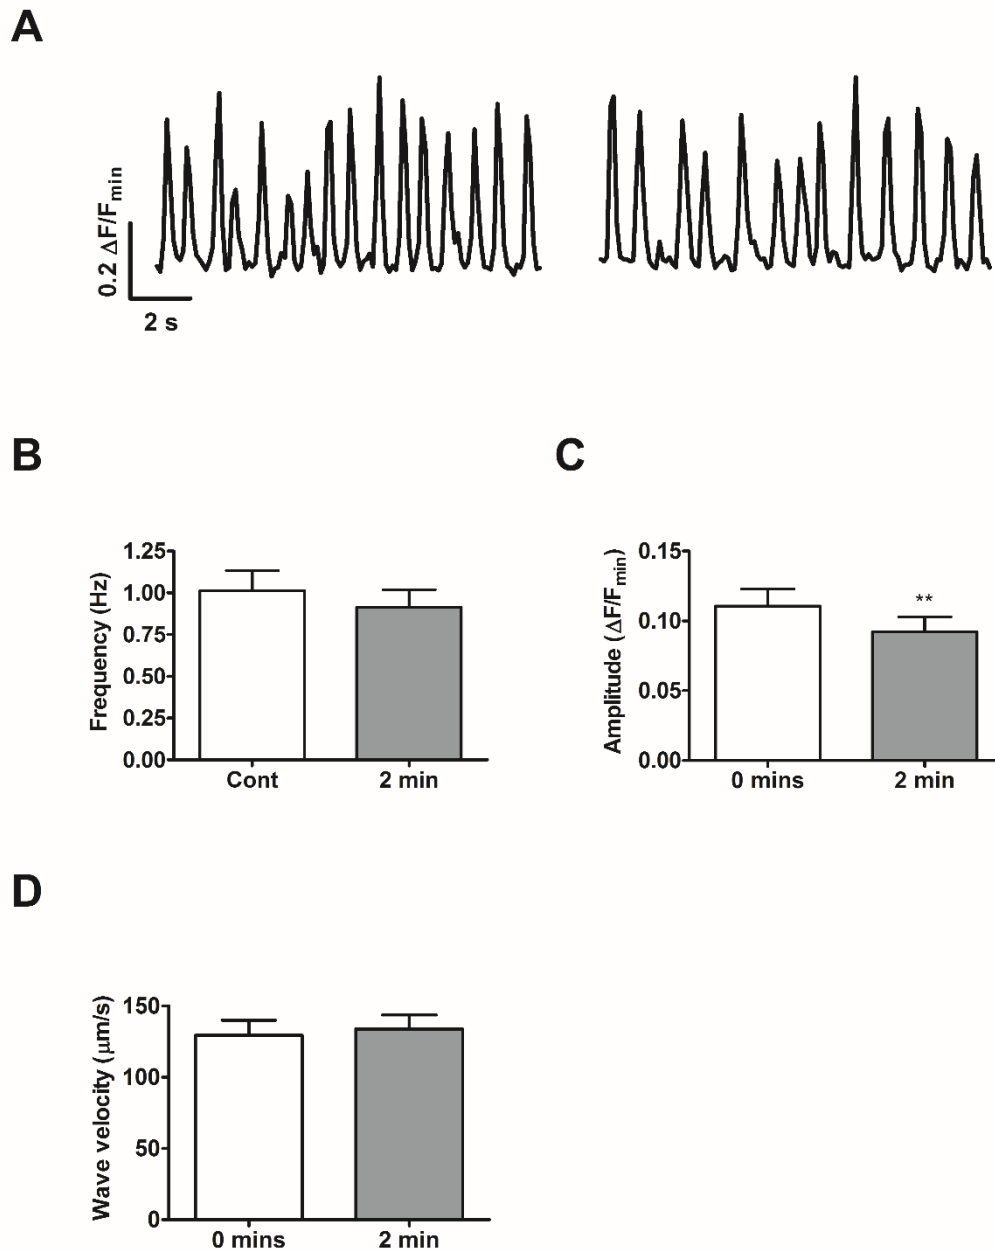 A
0.2 ΔF/Fmin
2 s
B
Frequency (Hz)
1.25
1.00
0.75
0.50
0.25
0.00
Cont 2 min
C
Amplitude (ΔF/Fmin)
0.15
0.10
0.05
0.00
**
0 mins 2 min
D
Wave velocity (μm/s)
150
100
50
0
0 mins 2 min